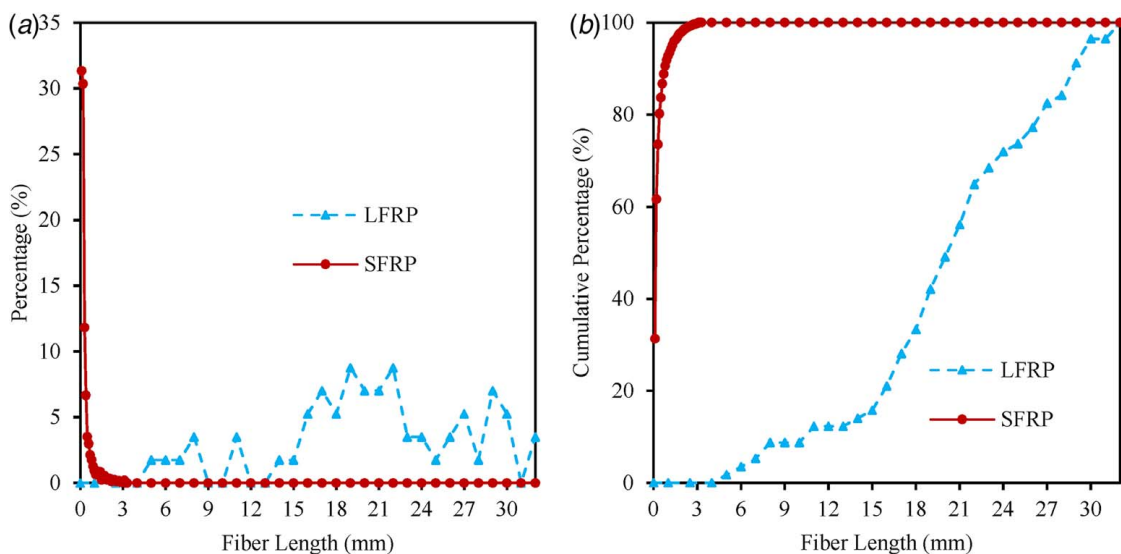 (a)
35
30
25
20
15
10
5
0
Percentage (%)
LFRP
SFRP
0 3 6 9 12 15 18 21 24 27 30
Fiber Length (mm)
(b)
100
80
60
40
20
0
Cumulative Percentage (%)
LFRP
SFRP
0 3 6 9 12 15 18 21 24 27 30
Fiber Length (mm)